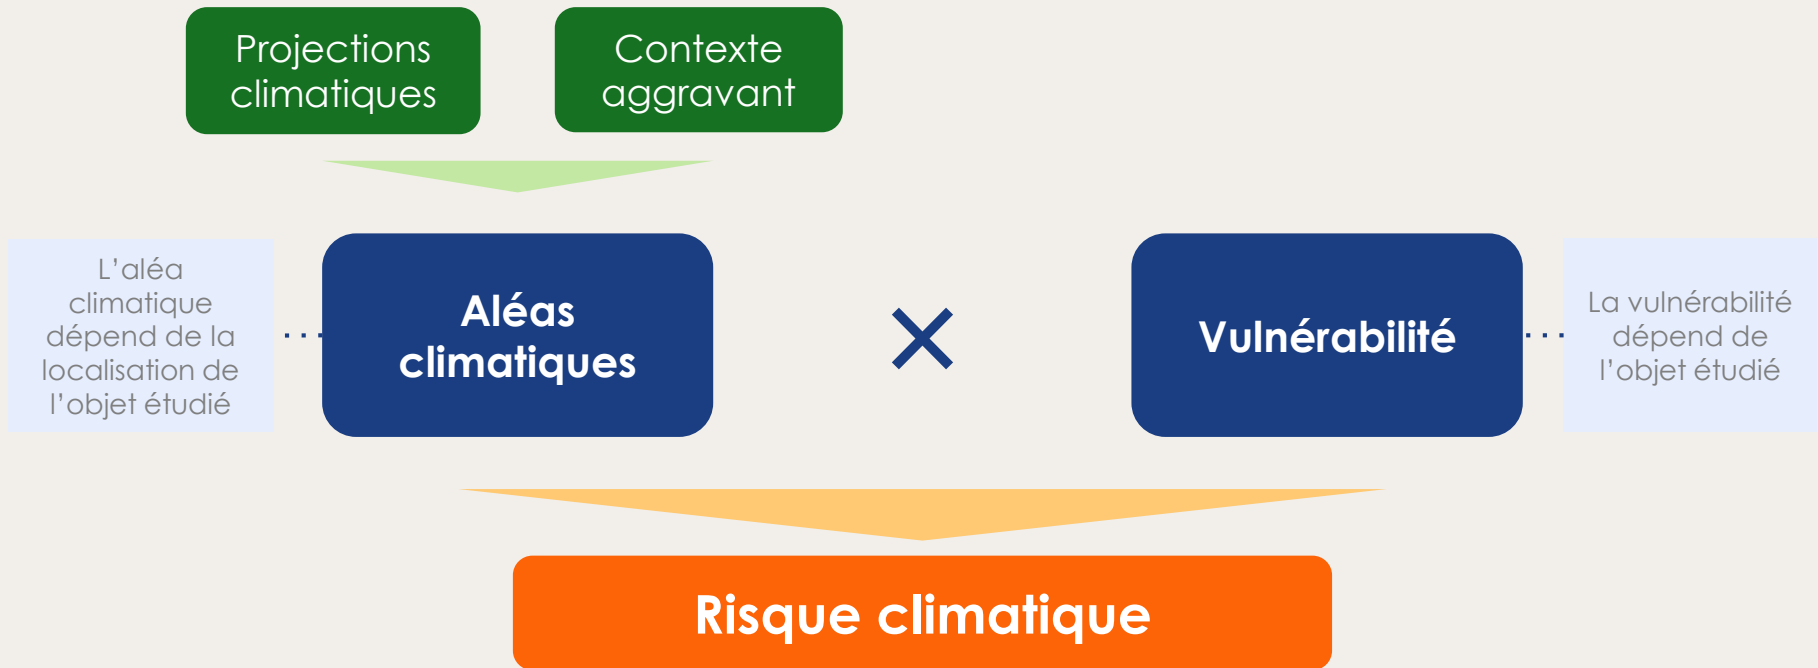 Projections
climatiques
Contexte
aggravant
L'aléa
climatique
dépend de la
localisation de
l'objet étudié
Aléas
climatiques
×
Vulnérabilité
La vulnérabilité
dépend de
l'objet étudié
Risque climatique